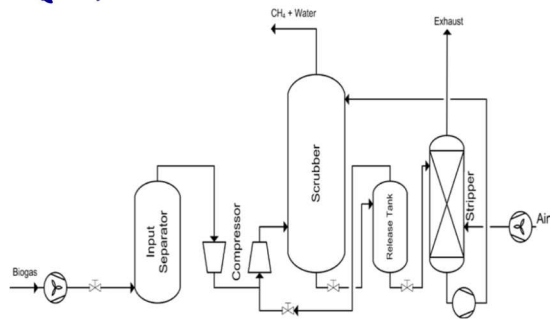 CH₄ + Water
Exhaust
Scrubber
Stripper
Input
Separator
Compressor
Release Tank
Air
Biogas